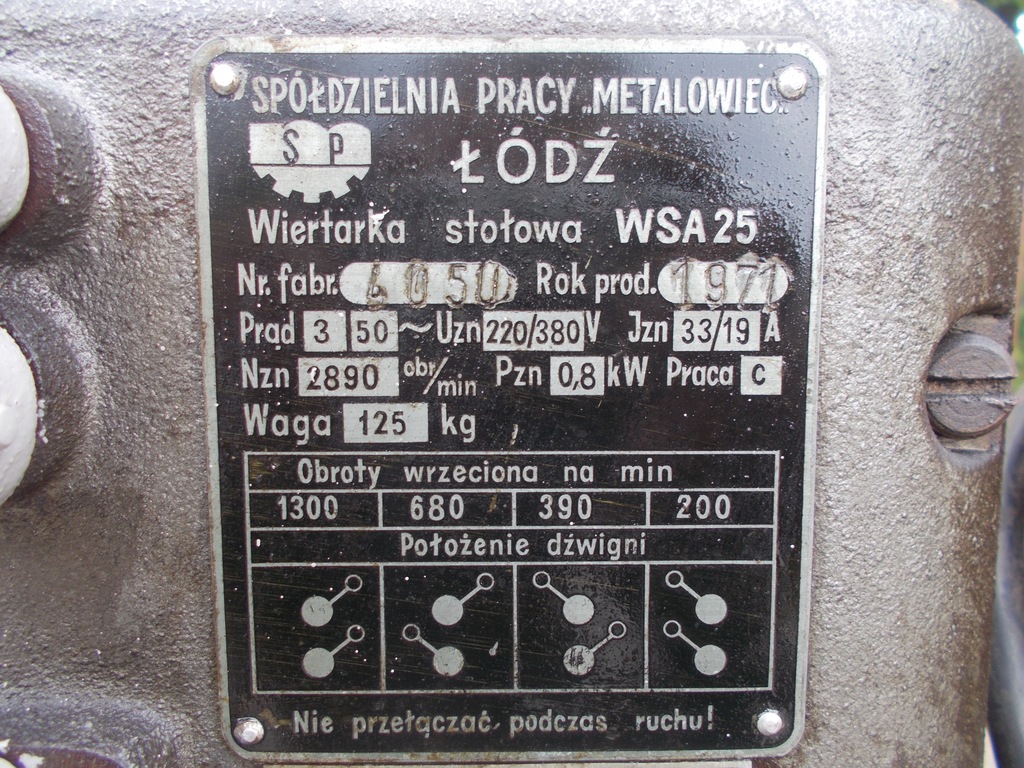 SPÓŁDZIELNIA PRACY „METALOWIEC"
SP
ŁÓDŹ
Wiertarka stołowa WSA 25
Nr. fabr. 4050 Rok prod. 1971
Prąd 3 50 ~ Uzn 220/380 V Jzn 33/19 A
Nzn 2890 obr/min Pzn 0,8 kW Praca C
Waga 125 kg
Obroty wrzeciona na min
1300 680 390 200
Położenie dźwigni
Nie przełączać podczas ruchu!